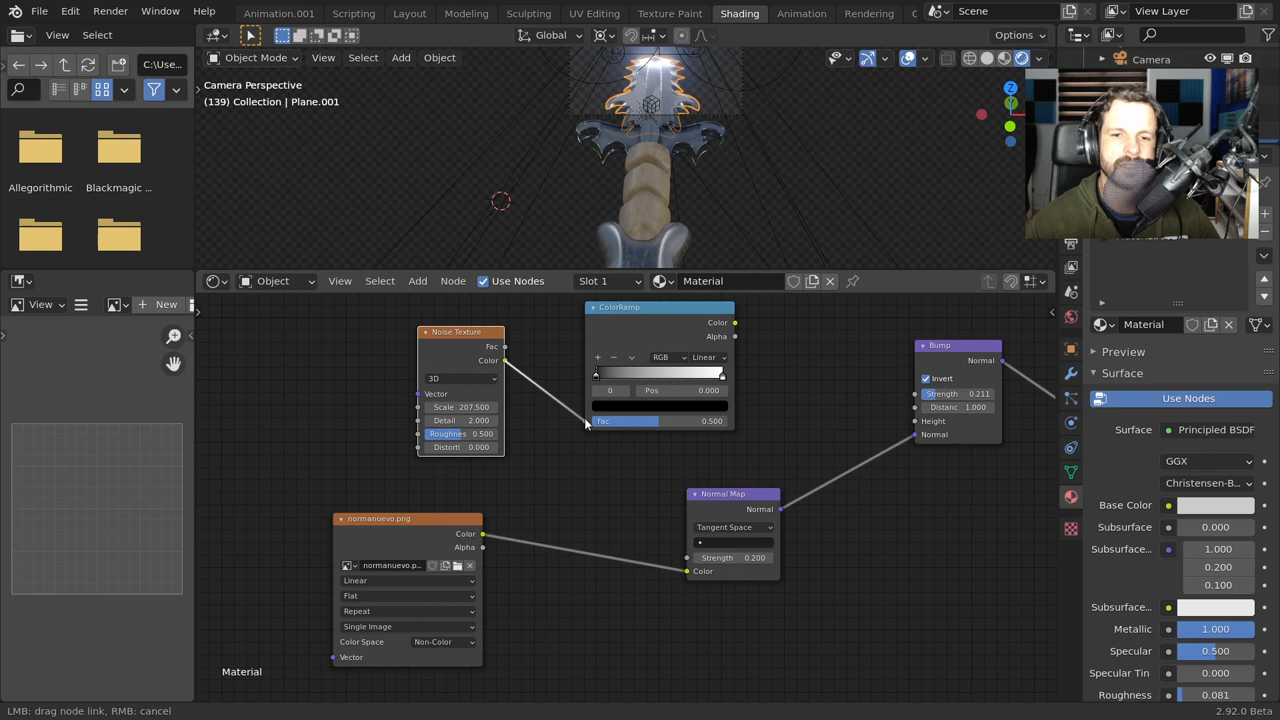 File Edit Render Window Help
Animation.001 Scripting Layout Modeling Sculpting UV Editing Texture Paint Shading Animation Rendering
Scene
View Layer
View Select
Global
Options
C:\Use...
Object Mode View Select Add Object
Camera
Camera Perspective
(139) Collection | Plane.001
Z
Y
Allegorithmic
Blackmagic ...
Object View Select Add Node Use Nodes Slot 1 Material
View
New
Material
Preview
Surface
Use Nodes
Surface Principled BSDF
GGX
Christensen-B...
Base Color
Subsurface 0.000
Subsurface... 1.000
0.200
0.100
Subsurface...
Metallic 1.000
Specular 0.500
Specular Tin 0.000
Roughness 0.081
Noise Texture
Fac
Color
3D
Vector
Scale 207.500
Detail 2.000
Roughnes 0.500
Distorti 0.000
ColorRamp
Color
Alpha
RGB Linear
0 Pos 0.000
Fac 0.500
Bump
Normal
Invert
Strength 0.211
Distanc 1.000
Height
Normal
Normal Map
Normal
Tangent Space
Strength 0.200
Color
normanuevo.png
Color
Alpha
normanuevo.p...
Linear
Flat
Repeat
Single Image
Color Space Non-Color
Vector
Material
LMB: drag node link, RMB: cancel
2.92.0 Beta